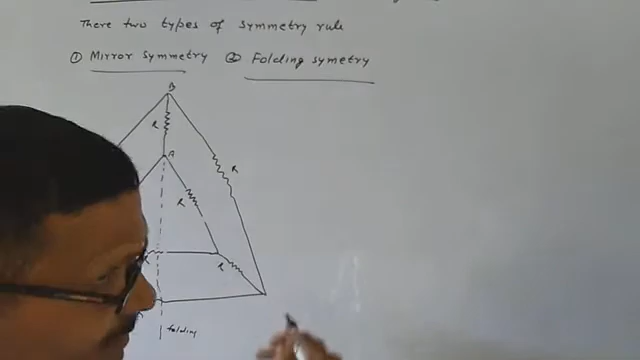 There two types of symmetry rule
① Mirror symmetry ② Folding symetry
B
R
A
R
R
R
R
folding